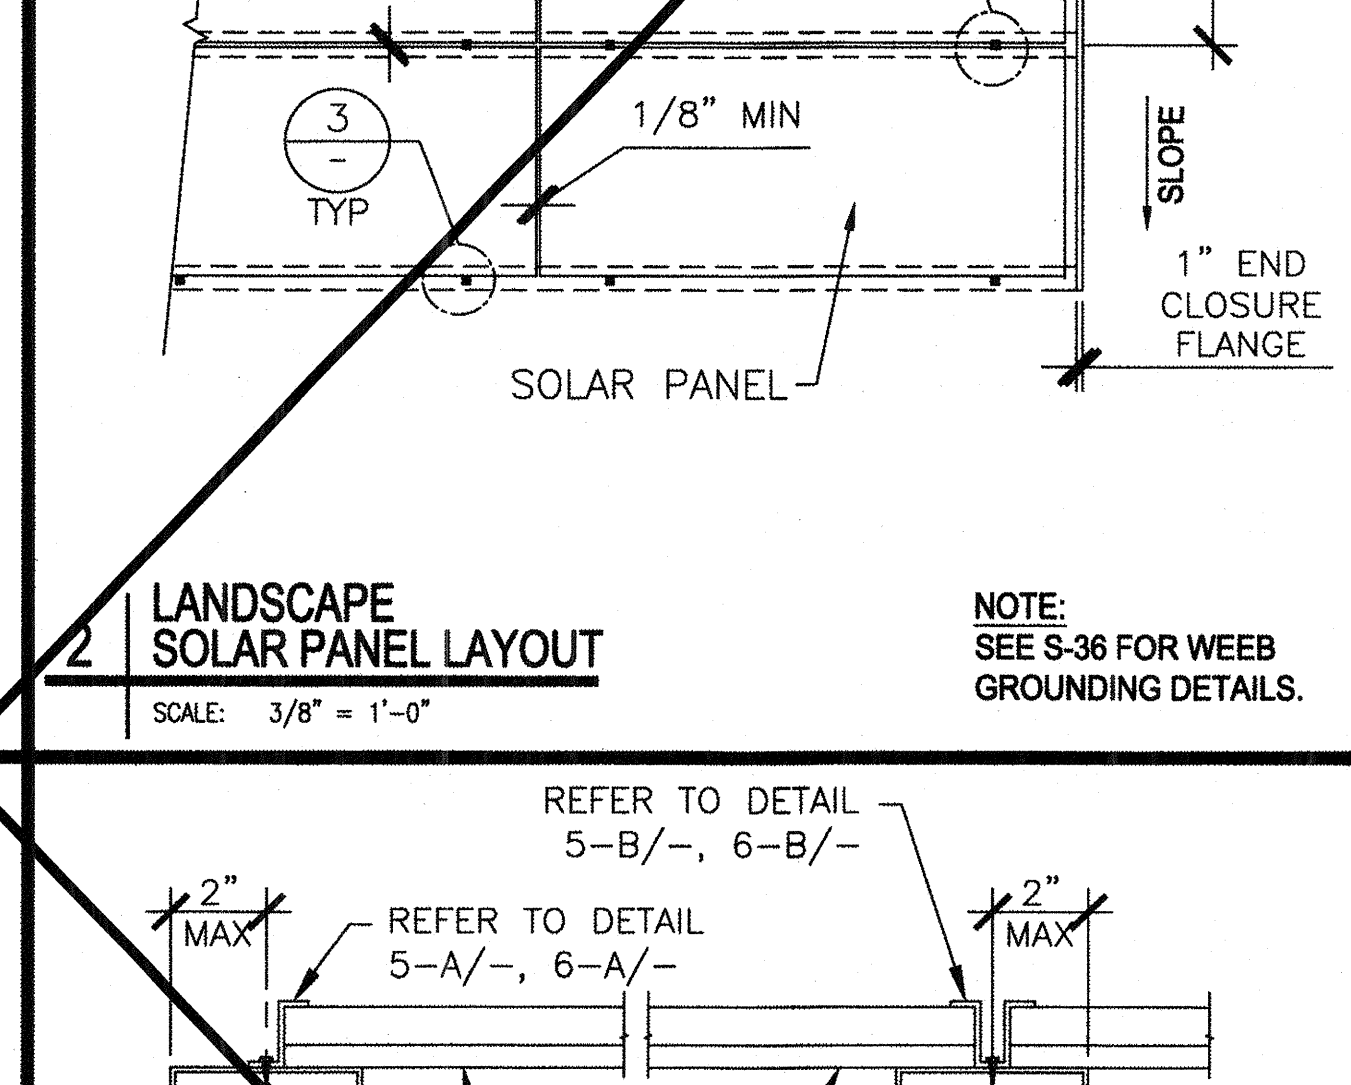 3
-
TYP
1/8” MIN
SLOPE
1” END
CLOSURE
FLANGE
SOLAR PANEL
2
LANDSCAPE
SOLAR PANEL LAYOUT
SCALE: 3/8” = 1'-0”
NOTE:
SEE S-36 FOR WEEB
GROUNDING DETAILS.
REFER TO DETAIL
5-B/-, 6-B/-
2”
MAX
REFER TO DETAIL
5-A/-, 6-A/-
2”
MAX